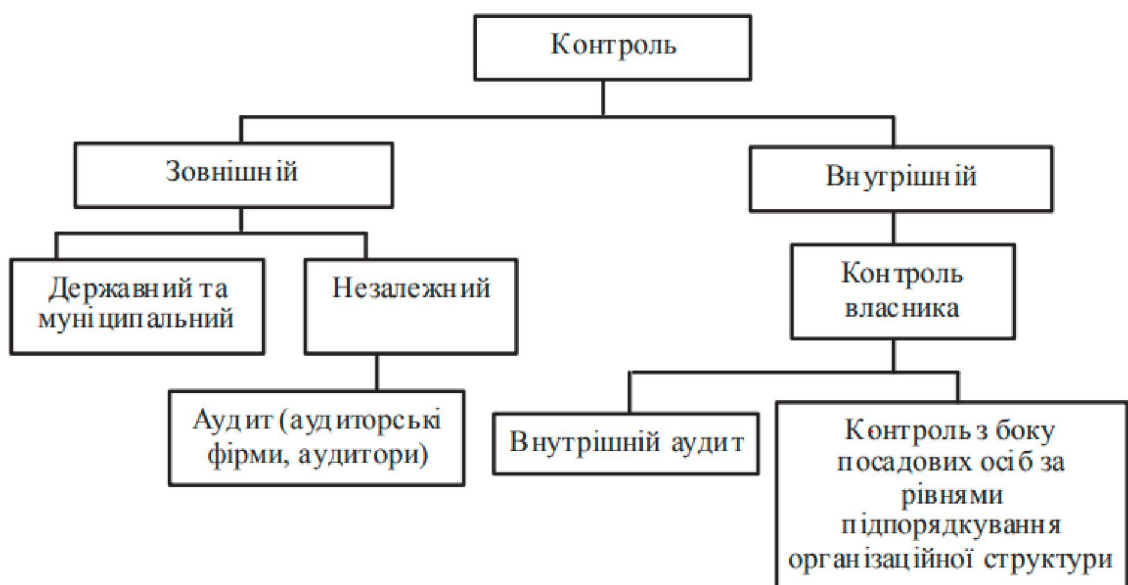 Контроль
Зовнішній
Внутрішній
Державний та
муніципальний
Незалежний
Контроль
власника
Аудит (аудиторські
фірми, аудитори)
Внутрішній аудит
Контроль з боку
посадових осіб за
рівнями
підпорядкування
організаційної структури